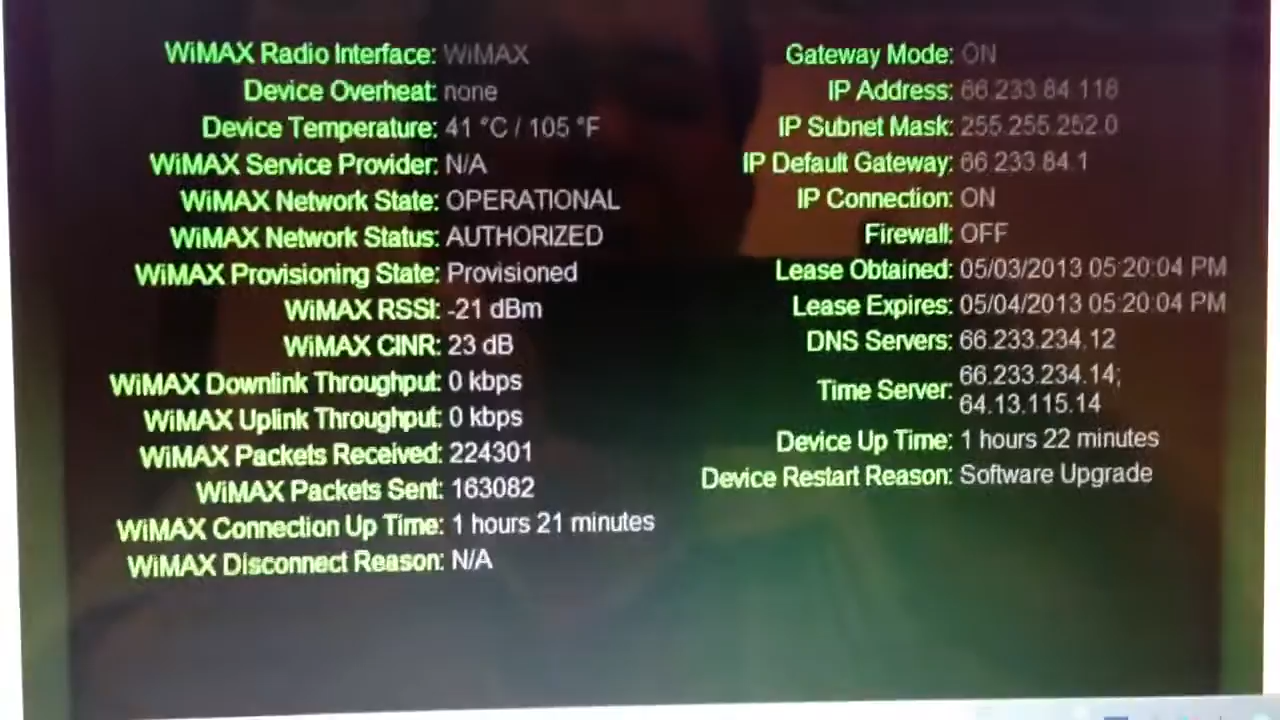 WiMAX Radio Interface: WiMAX
Device Overheat: none
Device Temperature: 41 °C / 105 °F
WiMAX Service Provider: N/A
WiMAX Network State: OPERATIONAL
WiMAX Network Status: AUTHORIZED
WiMAX Provisioning State: Provisioned
WiMAX RSSI: -21 dBm
WiMAX CINR: 23 dB
WiMAX Downlink Throughput: 0 kbps
WiMAX Uplink Throughput: 0 kbps
WiMAX Packets Received: 224301
WiMAX Packets Sent: 163082
WiMAX Connection Up Time: 1 hours 21 minutes
WiMAX Disconnect Reason: N/A
Gateway Mode: ON
IP Address: 66.233.84.118
IP Subnet Mask: 255.255.252.0
IP Default Gateway: 66.233.84.1
IP Connection: ON
Firewall: OFF
Lease Obtained: 05/03/2013 05:20:04 PM
Lease Expires: 05/04/2013 05:20:04 PM
DNS Servers: 66.233.234.12
Time Server: 66.233.234.14;
64.13.115.14
Device Up Time: 1 hours 22 minutes
Device Restart Reason: Software Upgrade